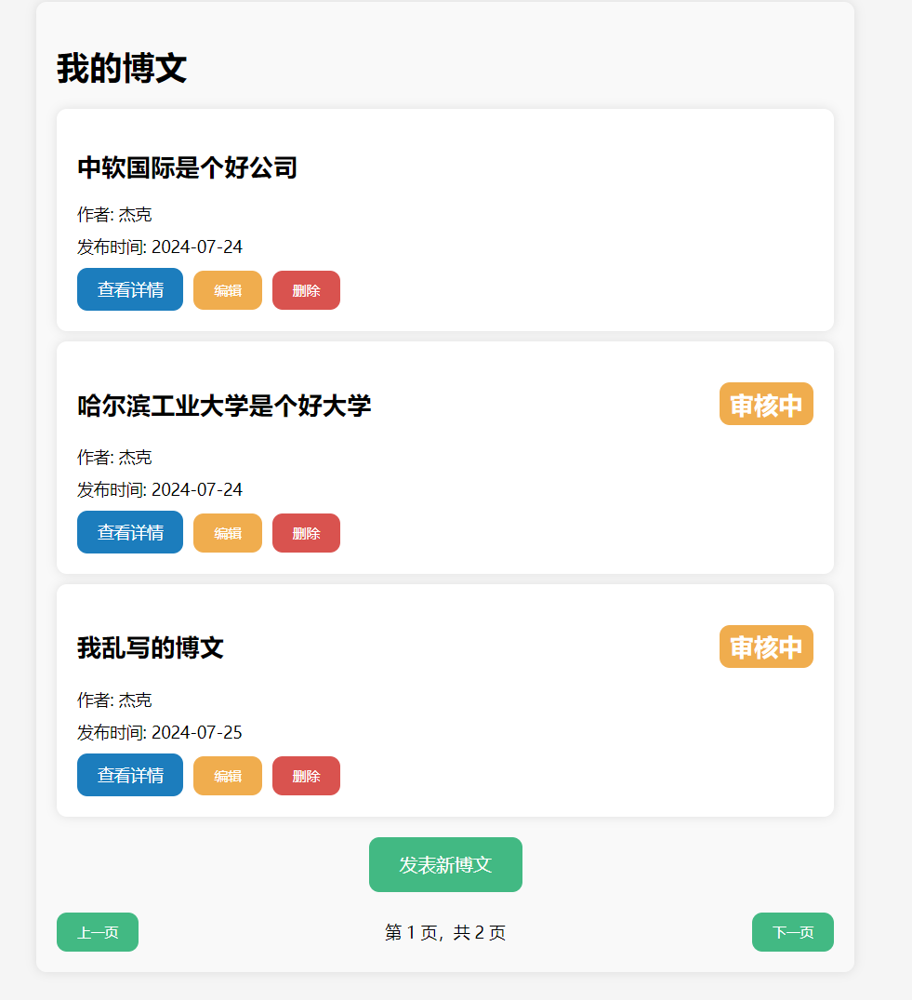 我的博文
中软国际是个好公司
作者: 杰克
发布时间: 2024-07-24
查看详情 编辑 删除
哈尔滨工业大学是个好大学 审核中
作者: 杰克
发布时间: 2024-07-24
查看详情 编辑 删除
我乱写的博文 审核中
作者: 杰克
发布时间: 2024-07-25
查看详情 编辑 删除
发表新博文
上一页 第 1 页，共 2 页 下一页